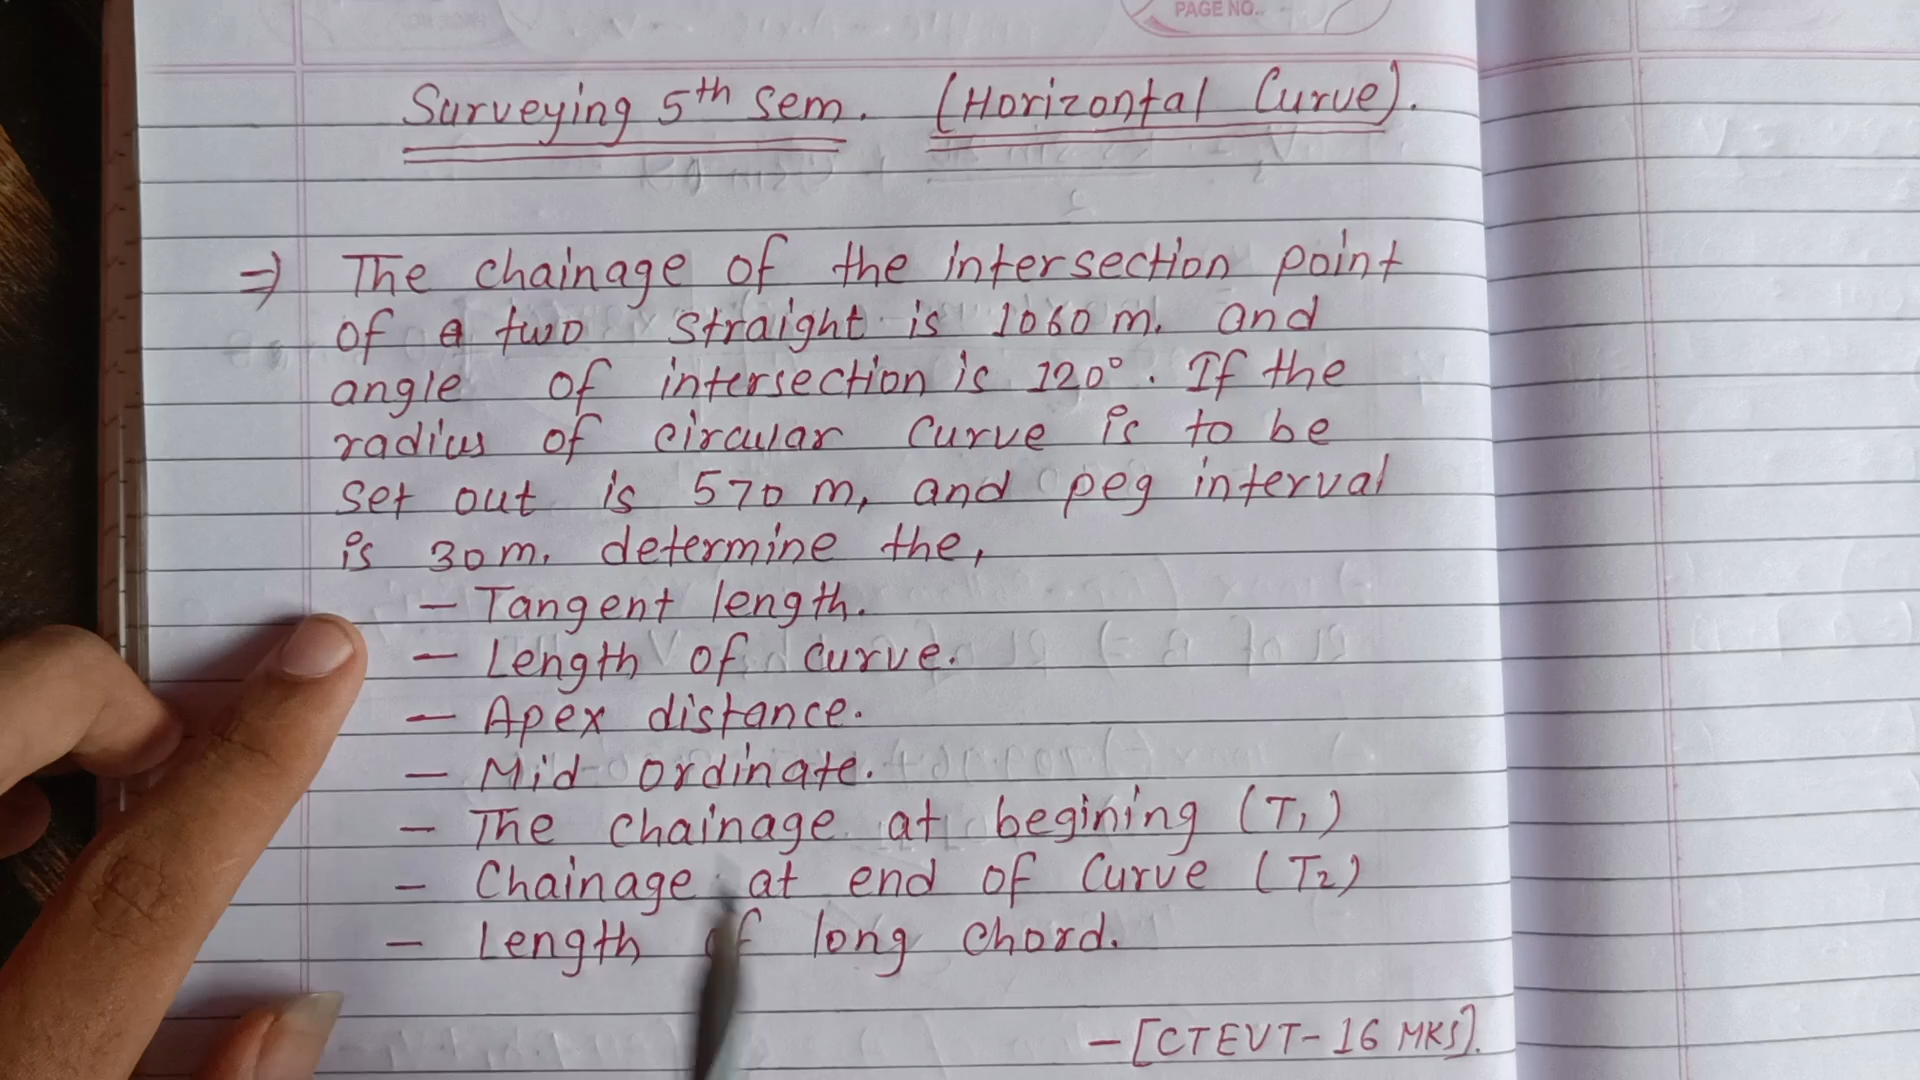 PAGE NO..
Surveying 5th sem. (Horizontal Curve).
⇒ The chainage of the intersection point
of a two straight is 1060 m. and
angle of intersection is 120°. If the
radius of circular curve is to be
set out is 570 m, and peg interval
is 30m. determine the,
- Tangent length.
- Length of curve.
- Apex distance.
- Mid ordinate.
- The chainage at begining (T1)
- Chainage at end of curve (T2)
- Length of long chord.
- [CTEVT- 16 MKS].